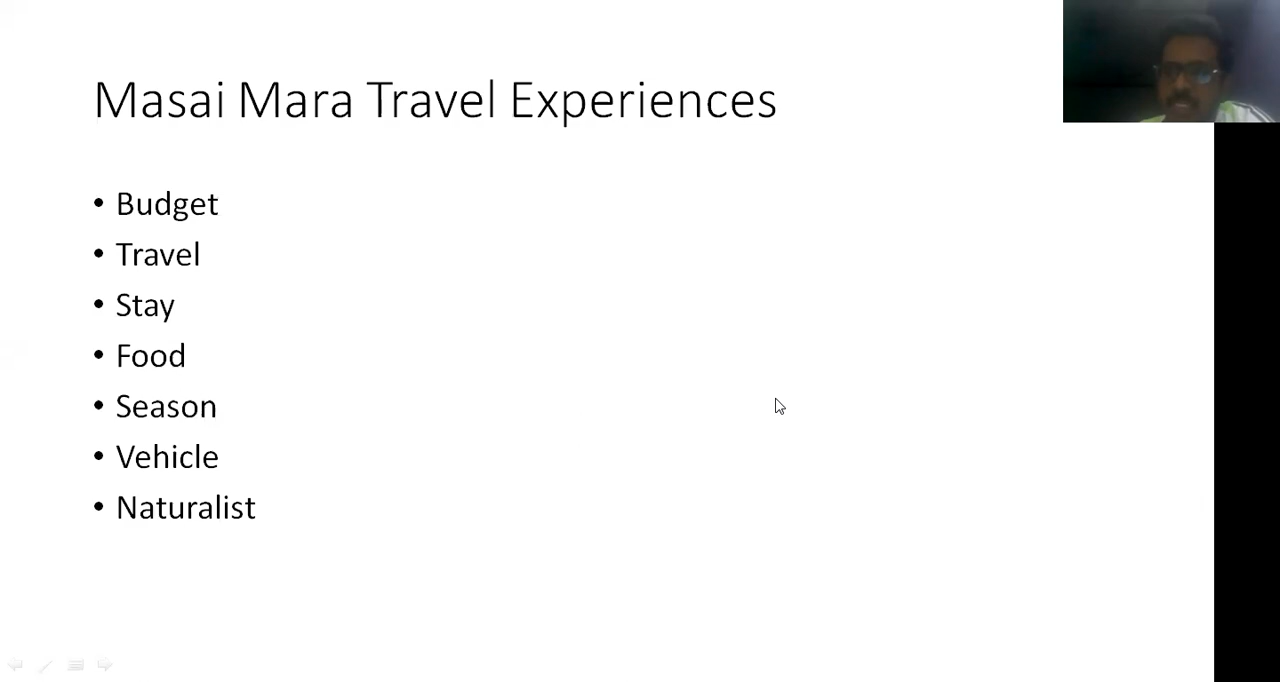 Masai Mara Travel Experiences
• Budget
• Travel
• Stay
• Food
• Season
• Vehicle
• Naturalist